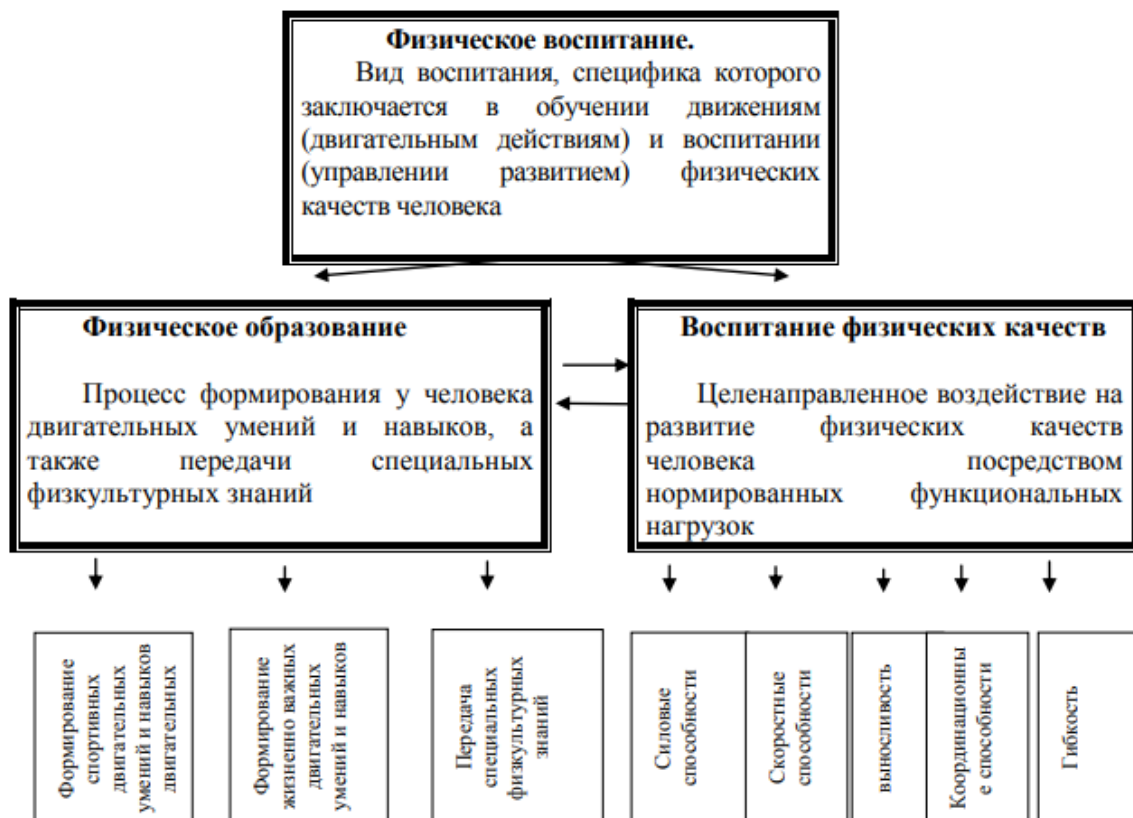 Физическое воспитание.
Вид воспитания, специфика которого
заключается в обучении движениям
(двигательным действиям) и воспитании
(управлении развитием) физических
качеств человека
Физическое образование
Процесс формирования у человека
двигательных умений и навыков, а
также передачи специальных
физкультурных знаний
Воспитание физических качеств
Целенаправленное воздействие на
развитие физических качеств
человека посредством
нормированных функциональных
нагрузок
Формирование
спортивных
двигательных
умений и навыков
двигательных
Формирование
жизненно важных
двигательных
умений и навыков
Передача
специальных
физкультурных
знаний
Силовые
способности
Скоростные
способности
выносливость
Координационны
е способности
Гибкость